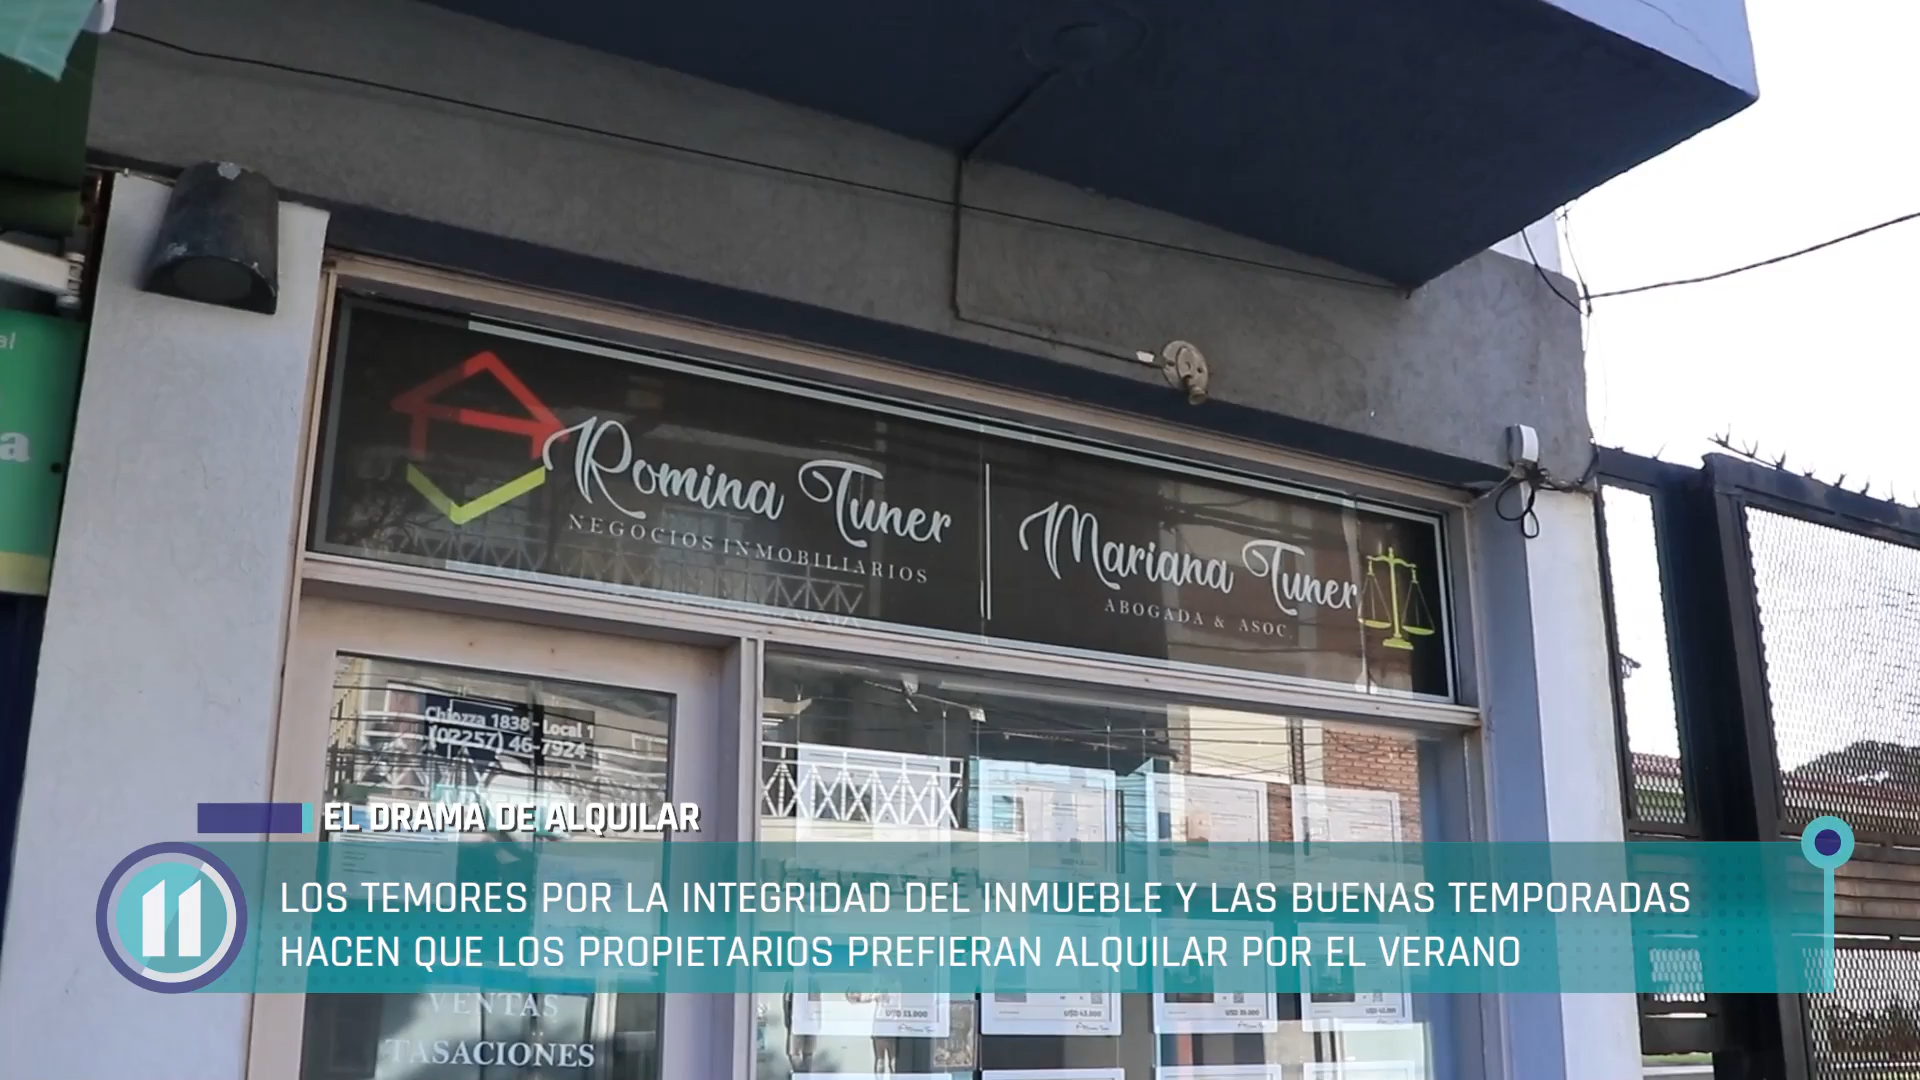 al
a
Romina Tuner
NEGOCIOS INMOBILIARIOS
Mariana Tuner
ABOGADA & ASOC.
Chiozza 1838 - Local 1
(02257) 46-7924
EL DRAMA DE ALQUILAR
11
LOS TEMORES POR LA INTEGRIDAD DEL INMUEBLE Y LAS BUENAS TEMPORADAS
HACEN QUE LOS PROPIETARIOS PREFIERAN ALQUILAR POR EL VERANO
VENTAS
TASACIONES